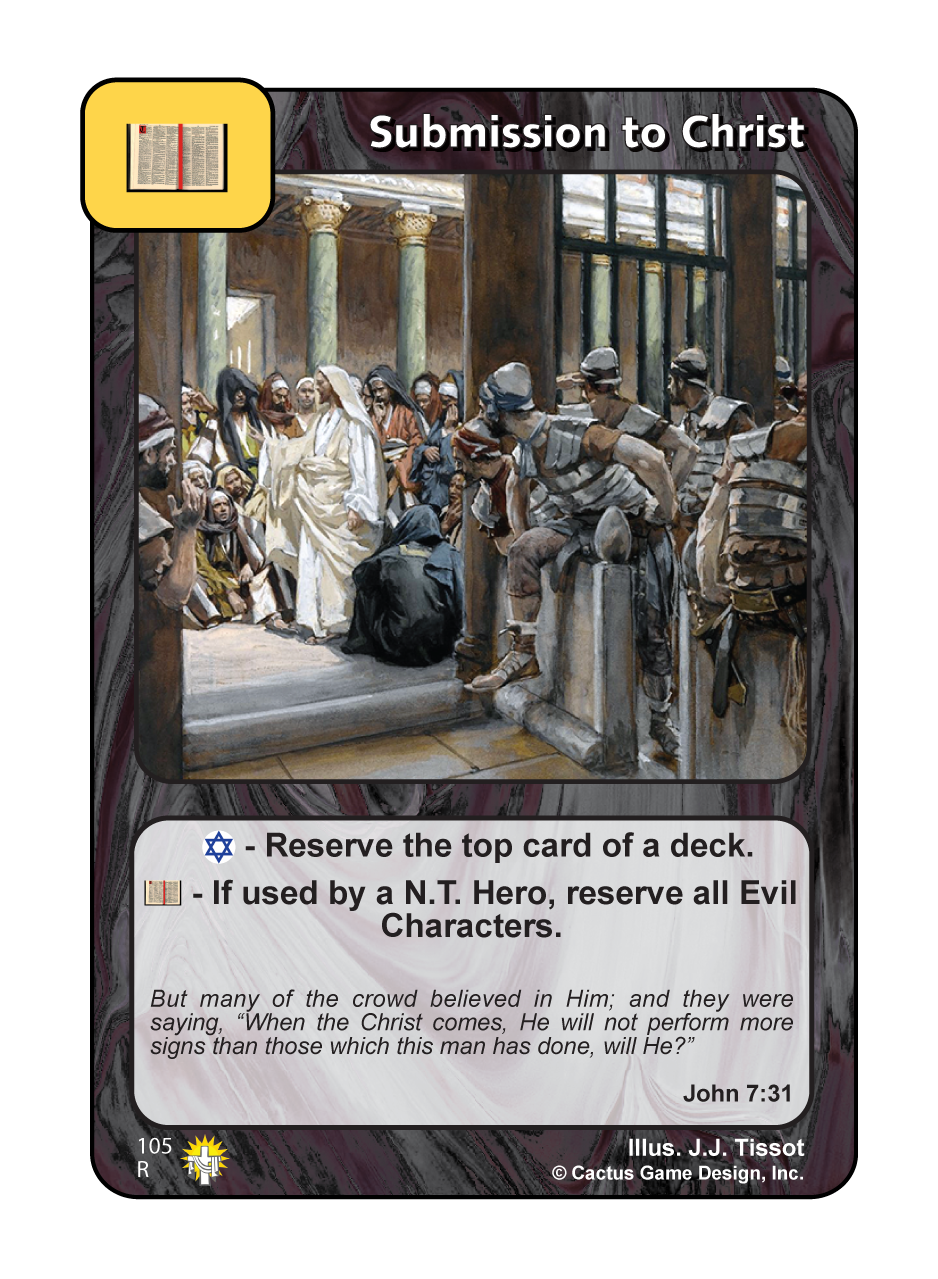 Submission to Christ
- Reserve the top card of a deck.
- If used by a N.T. Hero, reserve all Evil
Characters.
But many of the crowd believed in Him; and they were
saying, “When the Christ comes, He will not perform more
signs than those which this man has done, will He?”
John 7:31
105
R
Illus. J.J. Tissot
© Cactus Game Design, Inc.